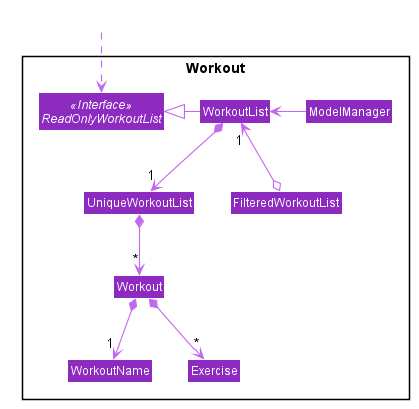 Workout
«Interface»
ReadOnlyWorkoutList
WorkoutList
ModelManager
1
1
UniqueWorkoutList
FilteredWorkoutList
*
Workout
1
*
WorkoutName
Exercise